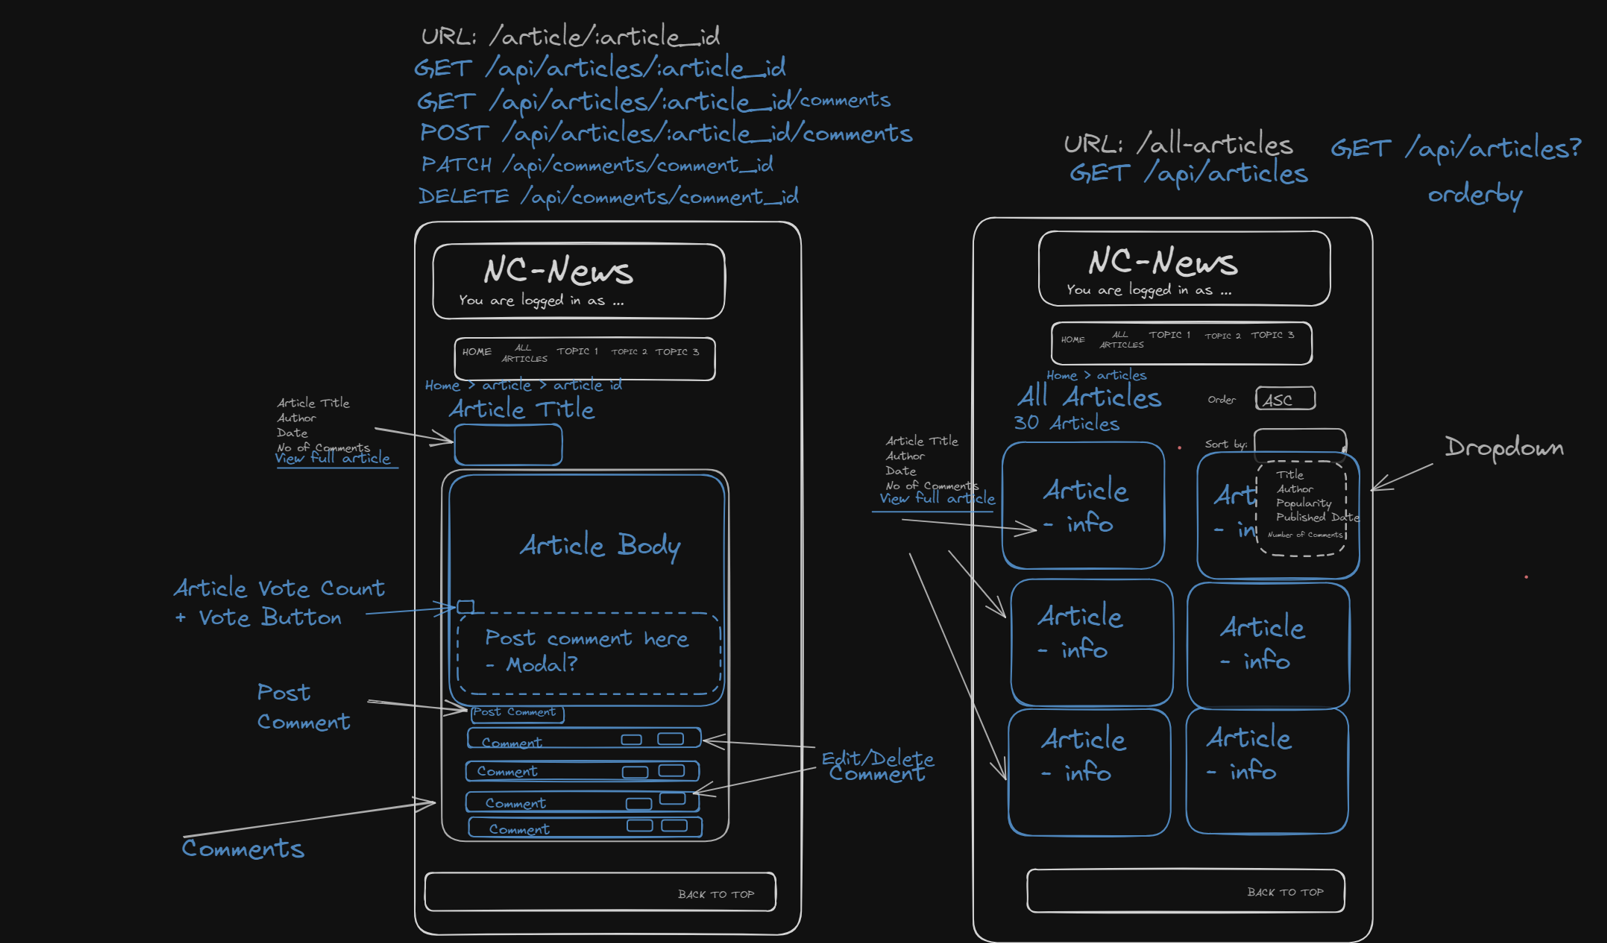 URL: /article/:article_id
GET /api/articles/:article_id
GET /api/articles/:article_id/comments
POST /api/articles/:article_id/comments
PATCH /api/comments/comment_id
DELETE /api/comments/comment_id
NC-News
You are logged in as ...
HOME
ALL
ARTICLES
TOPIC 1
TOPIC 2
TOPIC 3
Home > article > article id
Article Title
Article Title
Author
Date
No of Comments
View full article
Article Body
Article Vote Count
+ Vote Button
Post comment here
- Modal?
Post
Comment
Post Comment
Comment
Comment
Comment
Comment
Edit/Delete
Comment
Comments
BACK TO TOP
URL: /all-articles
GET /api/articles
GET /api/articles?
orderby
NC-News
You are logged in as ...
HOME
ALL
ARTICLES
TOPIC 1
TOPIC 2
TOPIC 3
Home > articles
All Articles
30 Articles
Order
ASC
Sort by:
Dropdown
Title
Author
Popularity
Published Date
Number of Comments
Article Title
Author
Date
No of Comments
View full article
Article
- info
Art
- in
Article
- info
Article
- info
Article
- info
Article
- info
BACK TO TOP